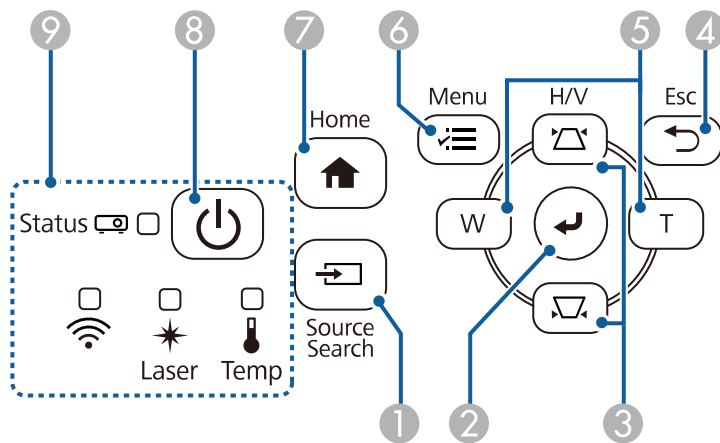 9 8 7 6 5 4
Home Menu H/V Esc
Status
W T
Source
Search
Laser Temp
1 2 3